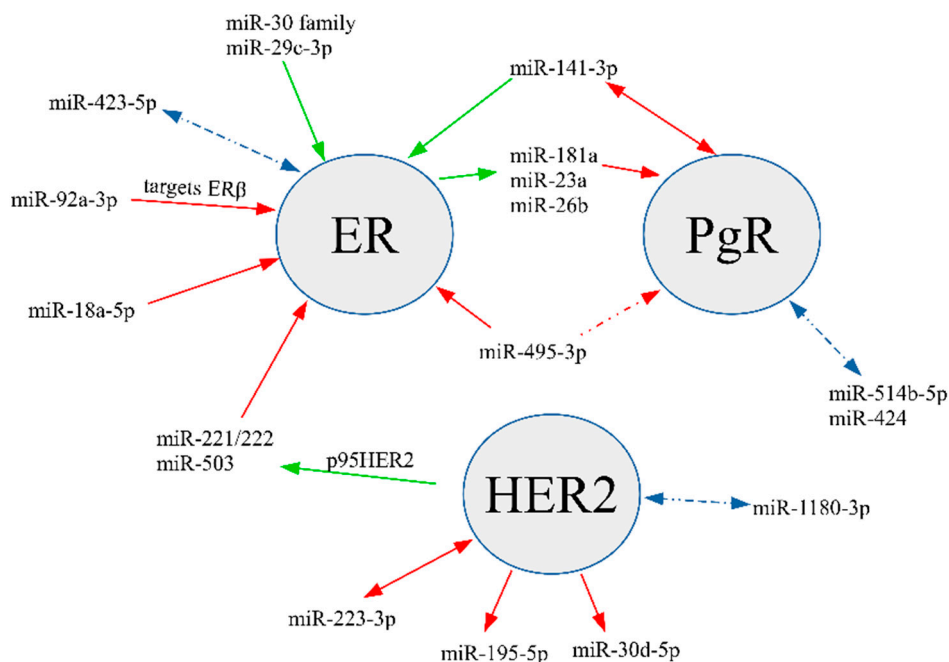 miR-30 family
miR-29c-3p
miR-141-3p
miR-423-5p
miR-181a
miR-23a
miR-26b
targets ERβ
miR-92a-3p
ER
PgR
miR-18a-5p
miR-495-3p
miR-514b-5p
miR-424
miR-221/222
miR-503
p95HER2
HER2
miR-1180-3p
miR-223-3p
miR-195-5p
miR-30d-5p